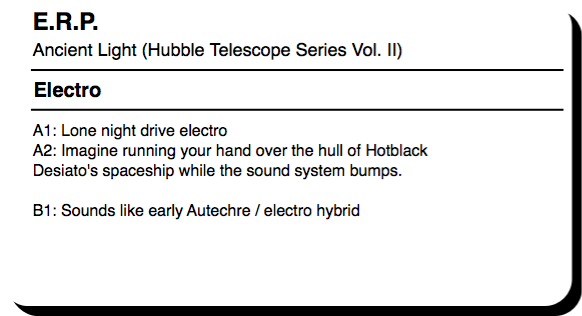 E.R.P.
Ancient Light (Hubble Telescope Series Vol. II)
Electro
A1: Lone night drive electro
A2: Imagine running your hand over the hull of Hotblack
Desiato's spaceship while the sound system bumps.
B1: Sounds like early Autechre / electro hybrid